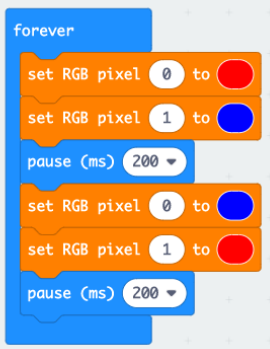 forever
set RGB pixel 0 to
set RGB pixel 1 to
pause (ms) 200
set RGB pixel 0 to
set RGB pixel 1 to
pause (ms) 200